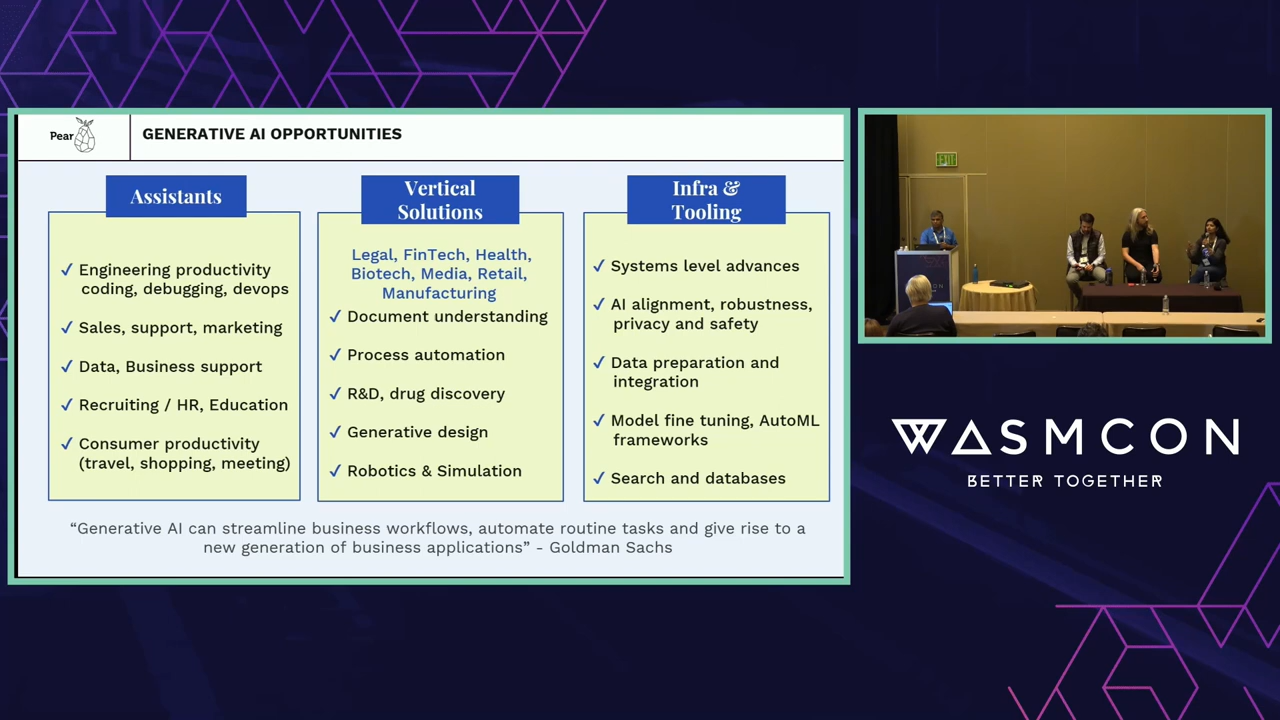 Pear
GENERATIVE AI OPPORTUNITIES
Assistants
✓ Engineering productivity
coding, debugging, devops
✓ Sales, support, marketing
✓ Data, Business support
✓ Recruiting / HR, Education
✓ Consumer productivity
(travel, shopping, meeting)
Vertical
Solutions
Legal, FinTech, Health,
Biotech, Media, Retail,
Manufacturing
✓ Document understanding
✓ Process automation
✓ R&D, drug discovery
✓ Generative design
✓ Robotics & Simulation
Infra &
Tooling
✓ Systems level advances
✓ AI alignment, robustness,
privacy and safety
✓ Data preparation and
integration
✓ Model fine tuning, AutoML
frameworks
✓ Search and databases
“Generative AI can streamline business workflows, automate routine tasks and give rise to a
new generation of business applications” - Goldman Sachs
EXIT
WASMCON
BETTER TOGETHER